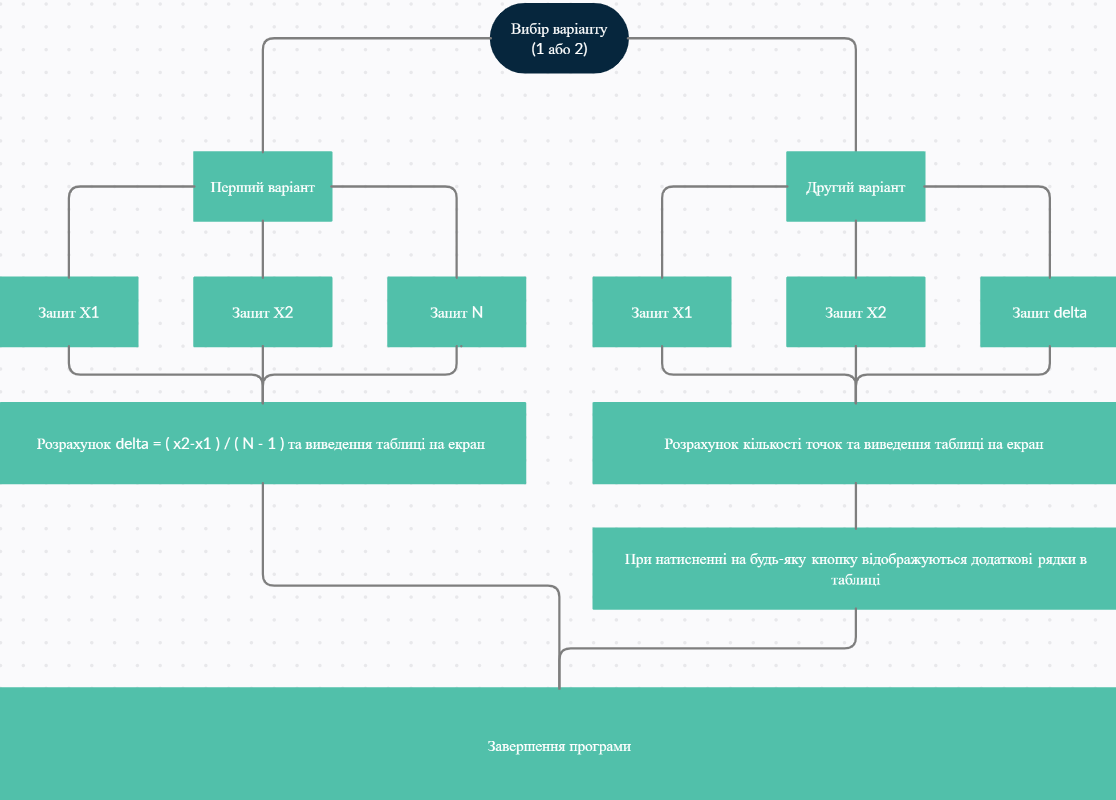 Вибір варіанту
(1 або 2)
Перший варіант
Другий варіант
Запит X1
Запит X2
Запит N
Запит X1
Запит X2
Запит delta
Розрахунок delta = ( x2-x1 ) / ( N - 1 ) та виведення таблиці на екран
Розрахунок кількості точок та виведення таблиці на екран
При натисненні на будь-яку кнопку відображуються додаткові рядки в
таблиці
Завершення програми